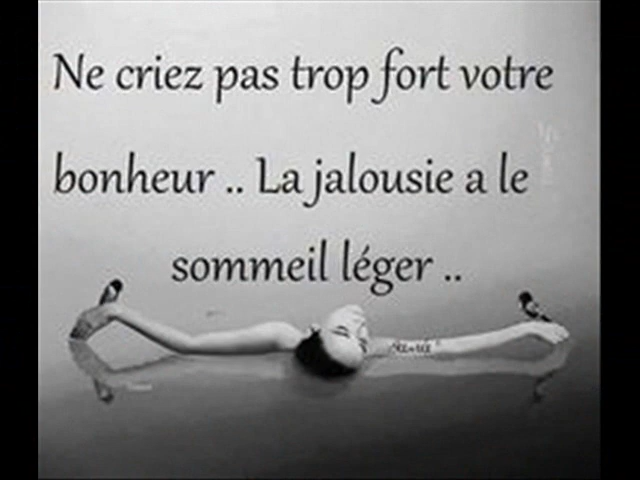 Ne criez pas trop fort votre
bonheur .. La jalousie a le
sommeil léger ..